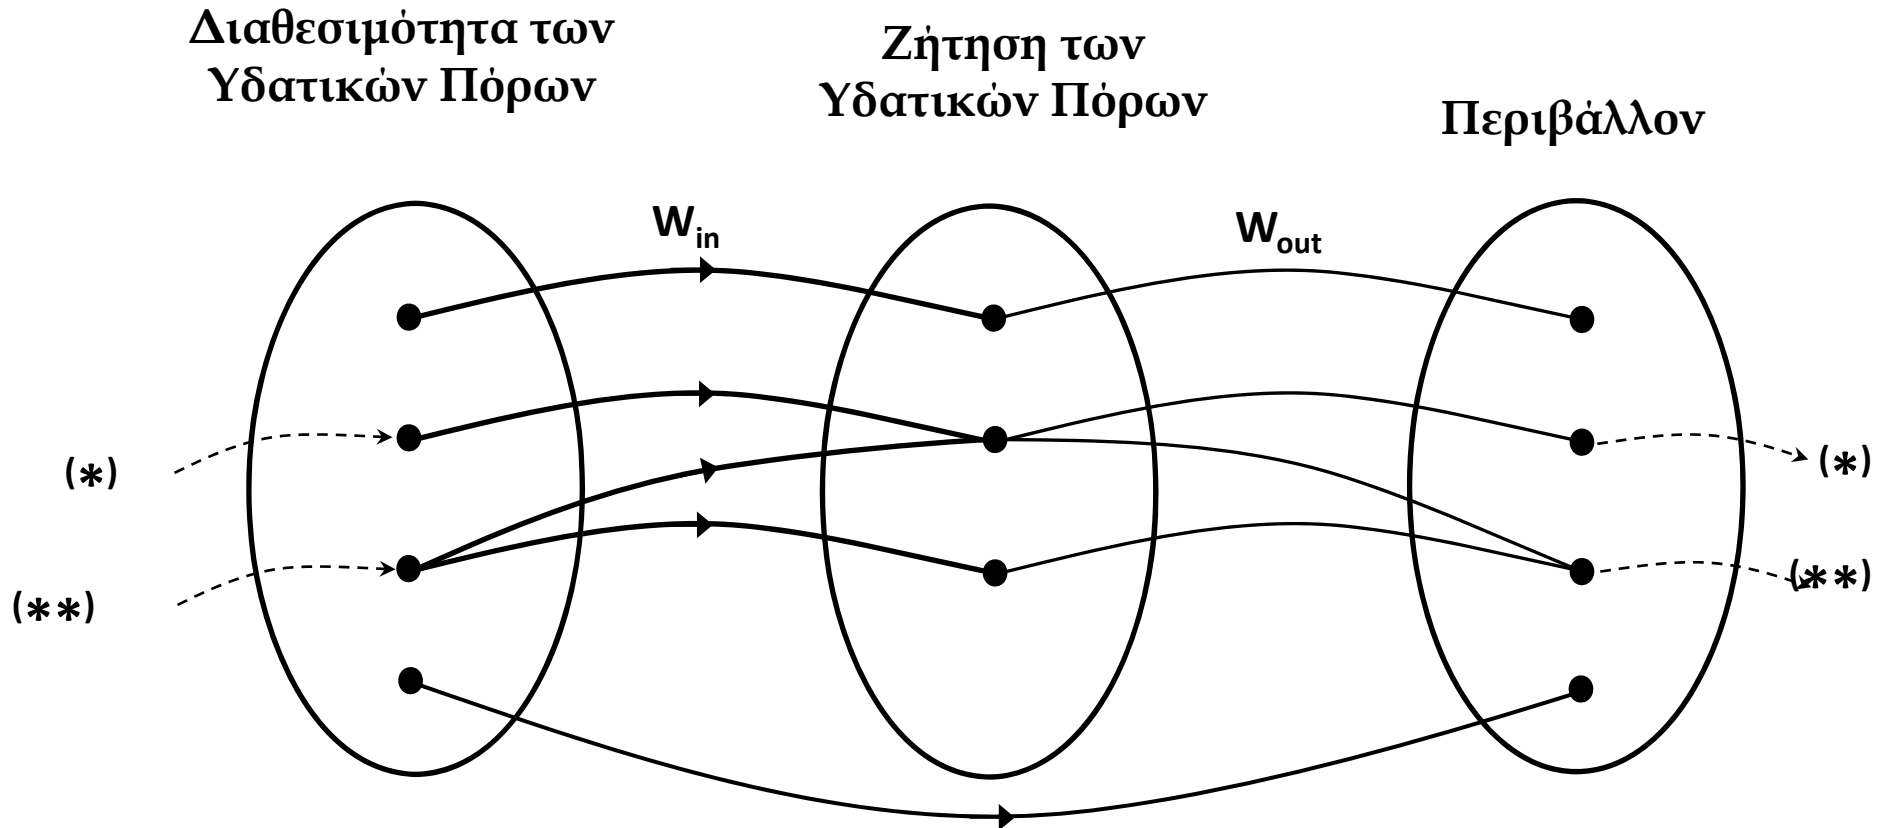 Διαθεσιμότητα των
Υδατικών Πόρων
Ζήτηση των
Υδατικών Πόρων
Περιβάλλον
Win
Wout
(*)
(*)
(**)
(**)